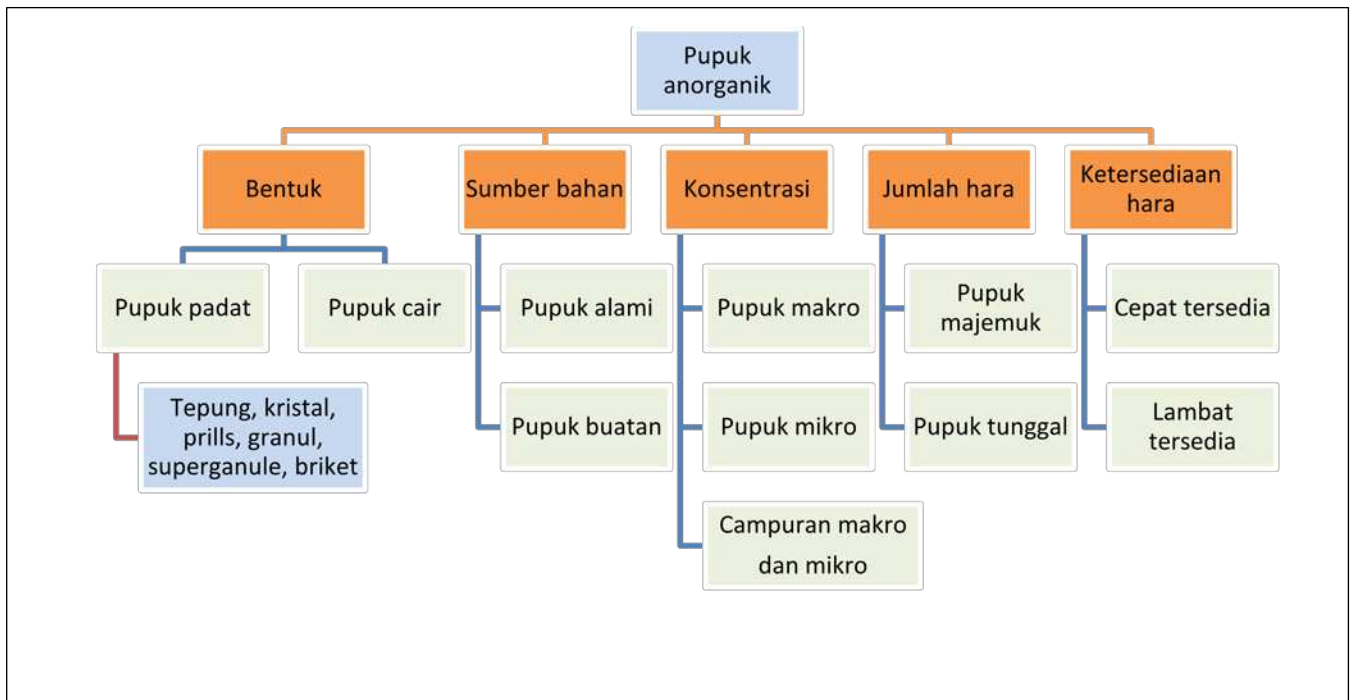 Pupuk
anorganik
Bentuk
Sumber bahan
Konsentrasi
Jumlah hara
Ketersediaan
hara
Pupuk padat
Pupuk cair
Pupuk alami
Pupuk makro
Pupuk
majemuk
Cepat tersedia
Tepung, kristal,
prills, granul,
superganule, briket
Pupuk buatan
Pupuk mikro
Pupuk tunggal
Lambat
tersedia
Campuran makro
dan mikro